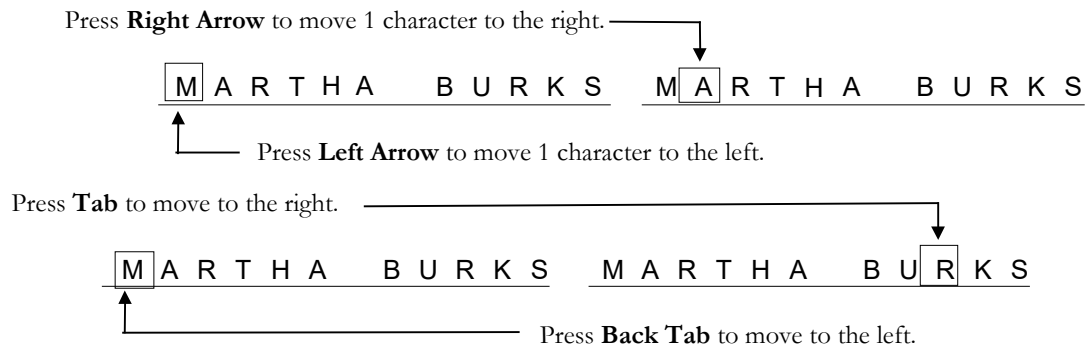 Press Right Arrow to move 1 character to the right.
M A R T H A   B U R K S   M A R T H A   B U R K S
Press Left Arrow to move 1 character to the left.
Press Tab to move to the right.
M A R T H A   B U R K S   M A R T H A   B U R K S
Press Back Tab to move to the left.